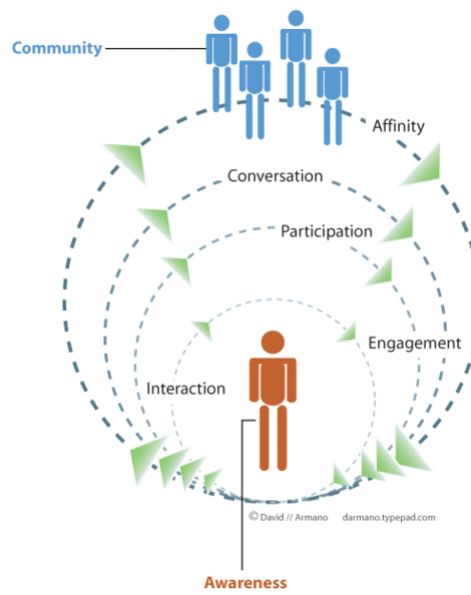 Community
Affinity
Conversation
Participation
Engagement
Interaction
© David // Armano darmano.typepad.com
Awareness